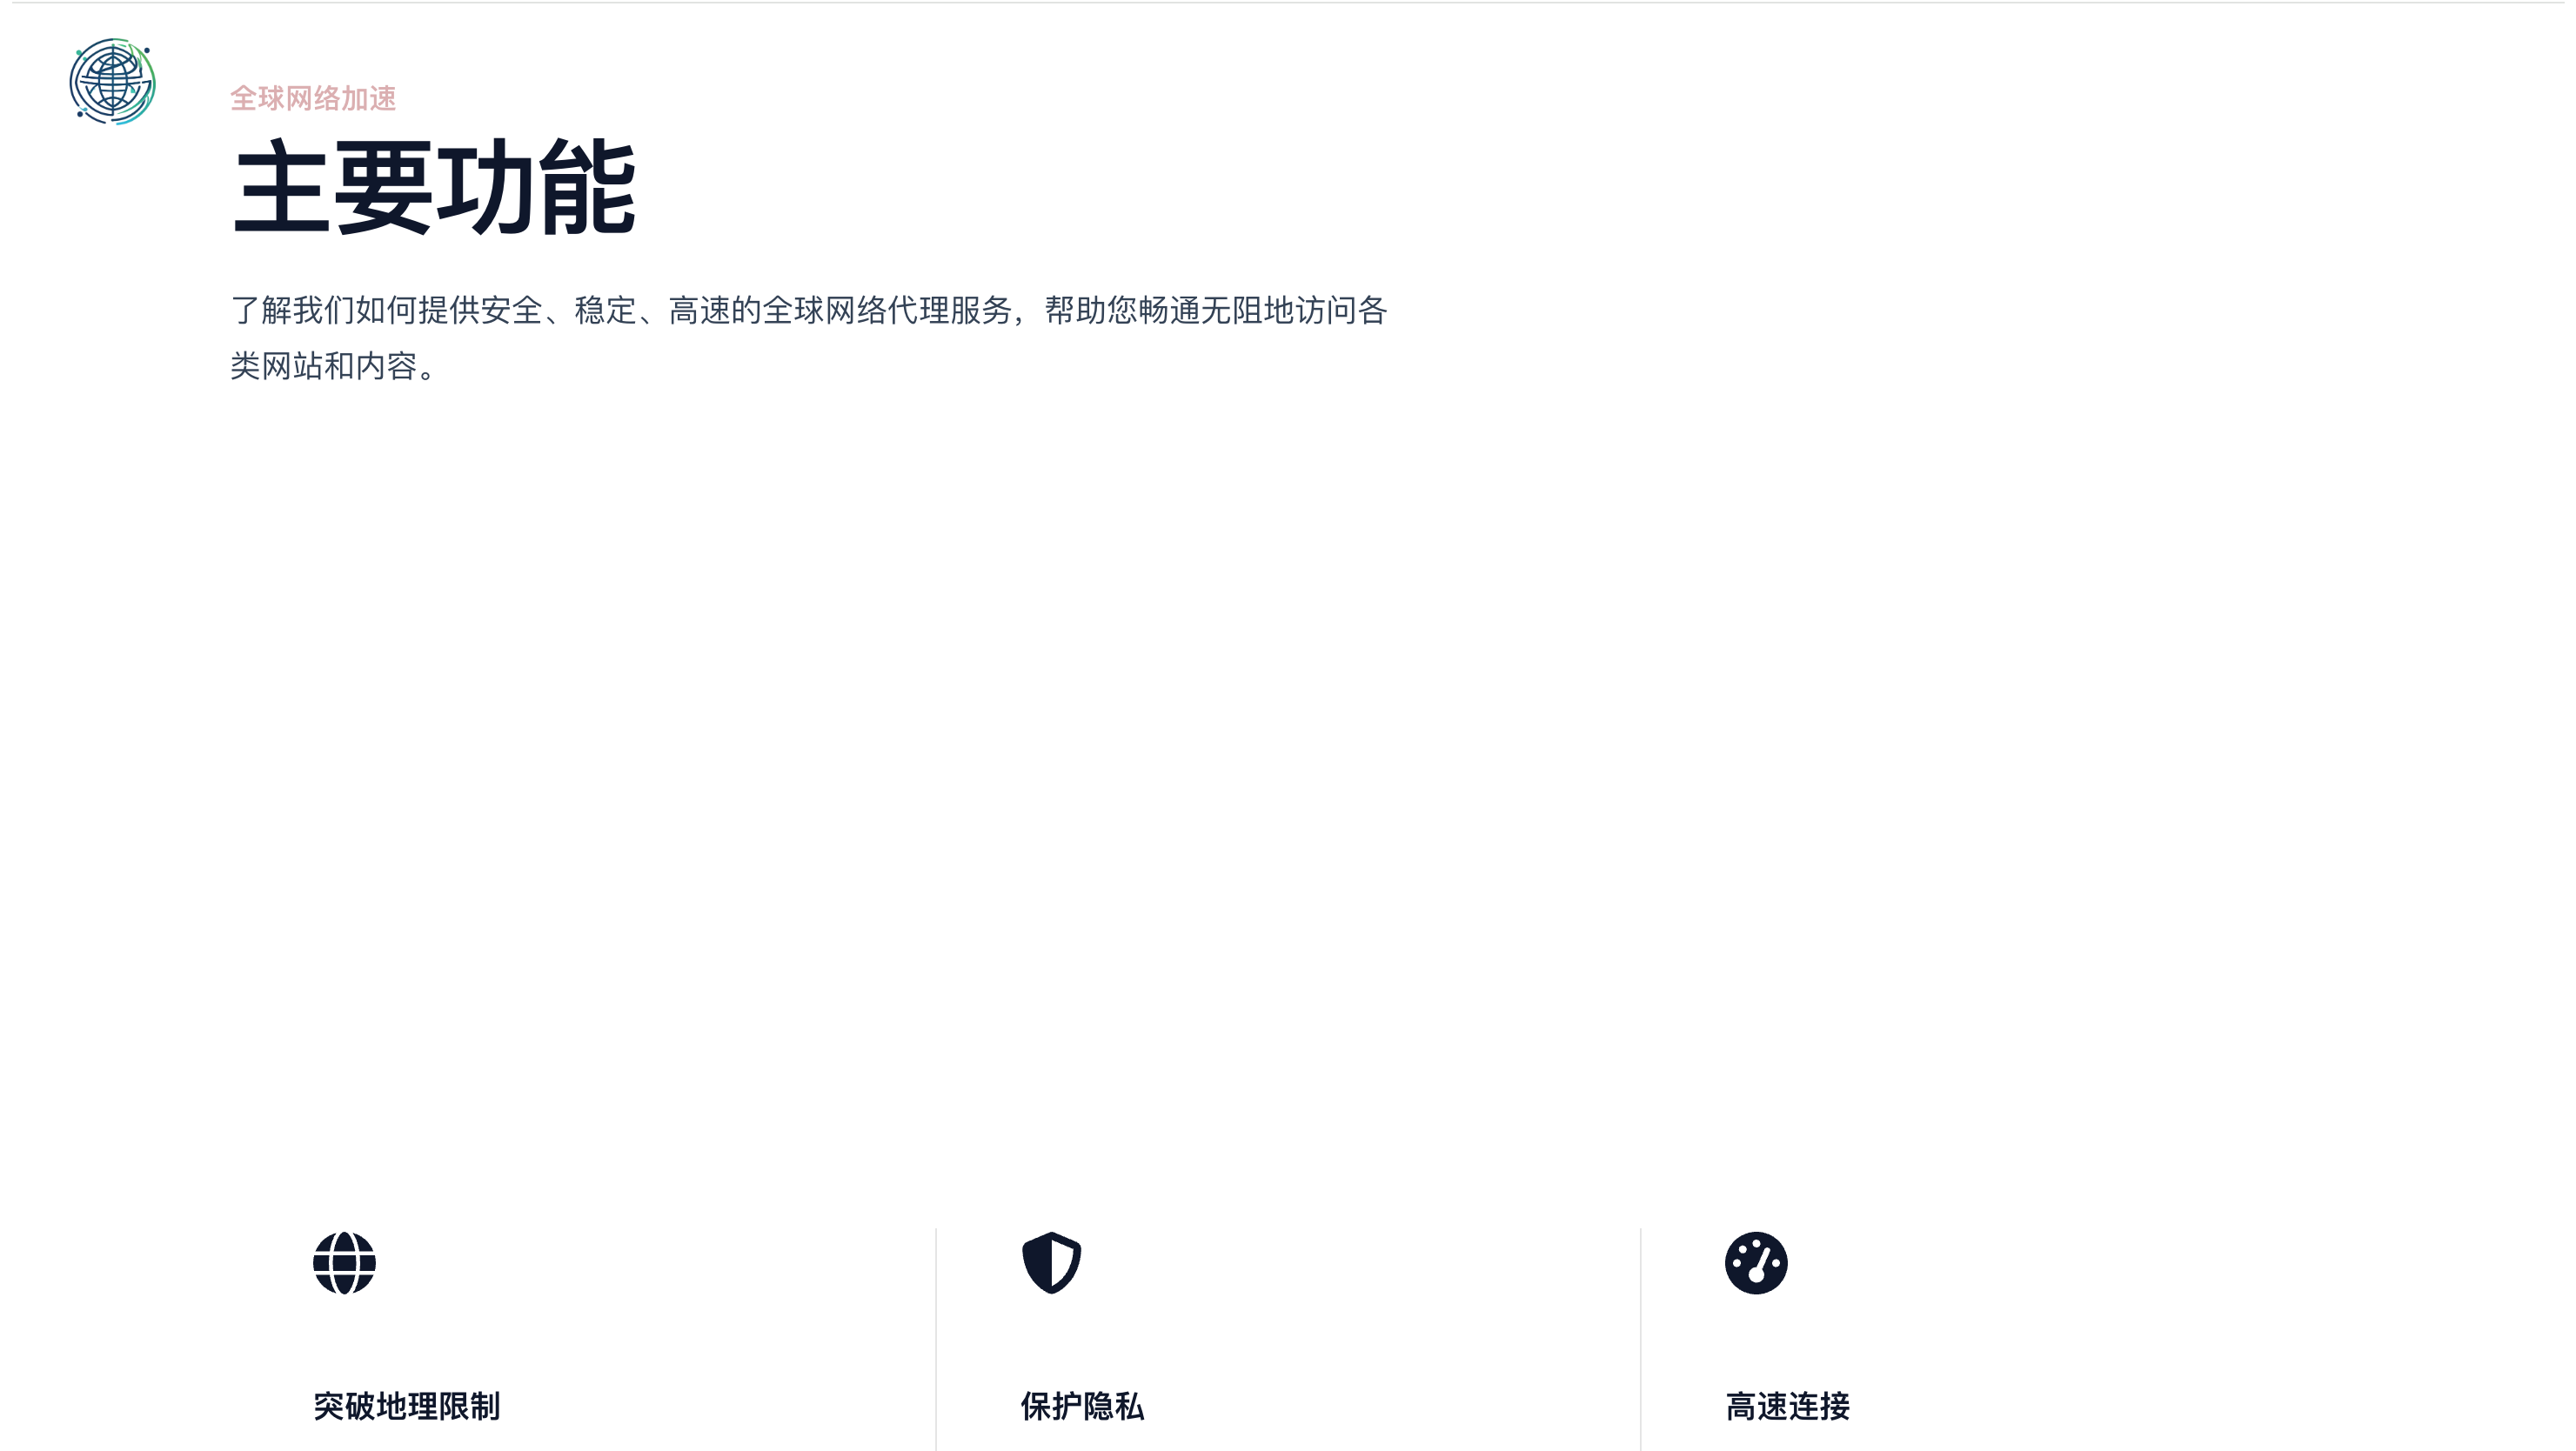 全球网络加速
主要功能
了解我们如何提供安全、稳定、高速的全球网络代理服务，帮助您畅通无阻地访问各
类网站和内容。
突破地理限制
保护隐私
高速连接